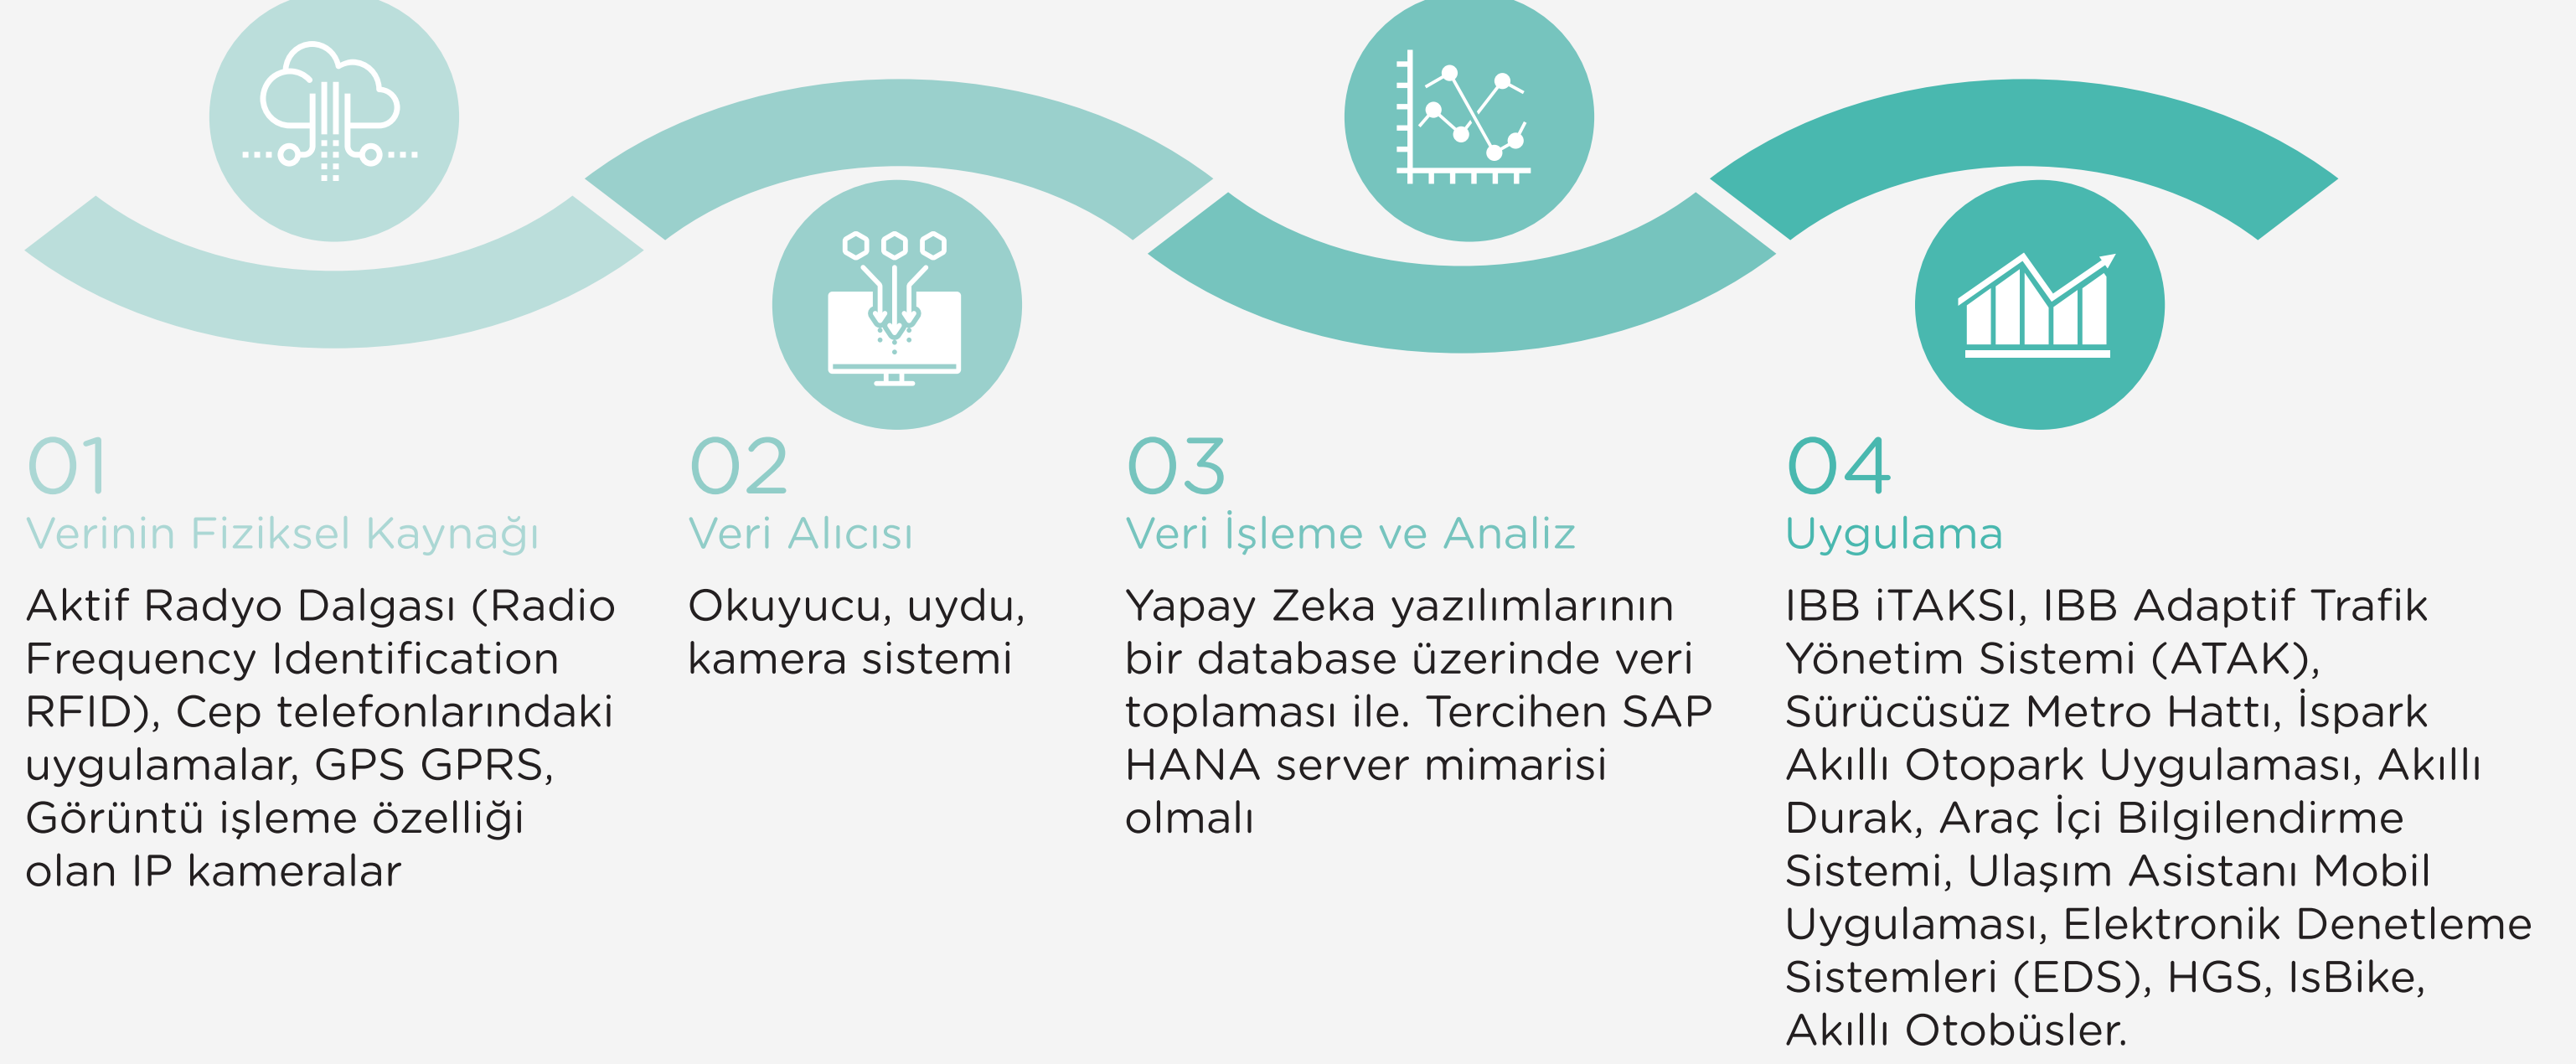 01
Verinin Fiziksel Kaynağı
Aktif Radyo Dalgası (Radio
Frequency Identification
RFID), Cep telefonlarındaki
uygulamalar, GPS GPRS,
Görüntü işleme özelliği
olan IP kameralar
02
Veri Alıcısı
Okuyucu, uydu,
kamera sistemi
03
Veri İşleme ve Analiz
Yapay Zeka yazılımlarının
bir database üzerinde veri
toplaması ile. Tercihen SAP
HANA server mimarisi
olmalı
04
Uygulama
IBB iTAKSI, IBB Adaptif Trafik
Yönetim Sistemi (ATAK),
Sürücüsüz Metro Hattı, İspark
Akıllı Otopark Uygulaması, Akıllı
Durak, Araç İçi Bilgilendirme
Sistemi, Ulaşım Asistanı Mobil
Uygulaması, Elektronik Denetleme
Sistemleri (EDS), HGS, IsBike,
Akıllı Otobüsler.